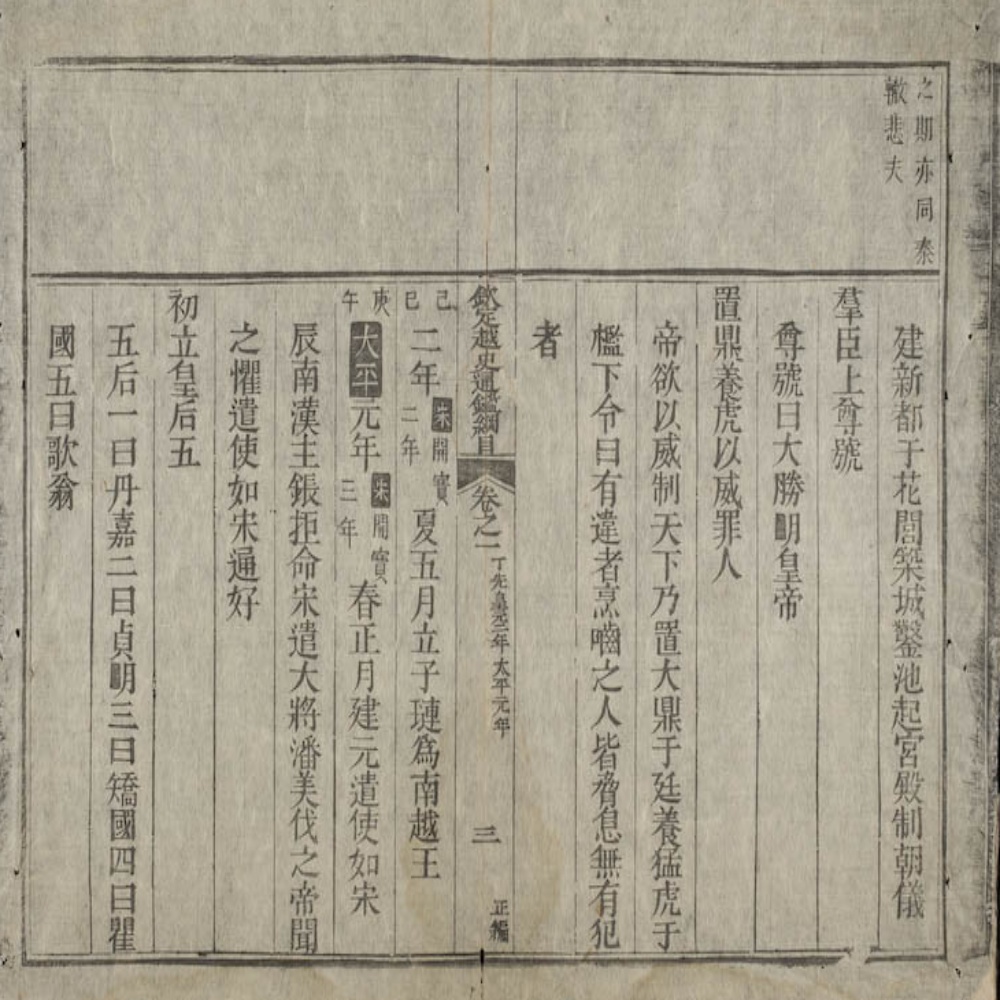 之期亦同秦
轍悲夫
建新都于花閭築城鑿池起宮殿制朝儀
羣臣上尊號
尊號曰大勝明皇帝
置鼎養虎以威罪人
帝欲以威制天下乃置大鼎于廷養猛虎于
檻下令曰有違者烹嚙之人皆脅息無有犯
者
欽定越史通鑑綱目 卷之一 丁先皇二年 太平元年 三 正編
己巳 二年 宋開寶二年 夏五月立子璉爲南越王
庚午 太平元年 宋開寶三年 春正月建元遣使如宋
辰南漢主鋹拒命宋遣大將潘美伐之帝聞
之懼遣使如宋通好
初立皇后五
五后一曰丹嘉二曰貞明三曰矯國四曰瞿
國五曰歌翁